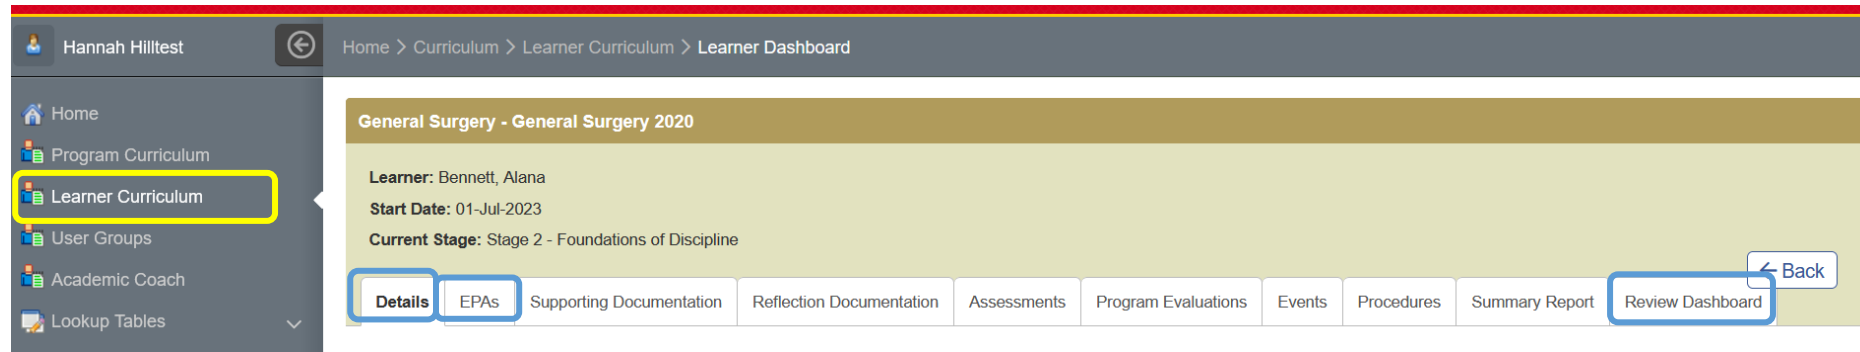 Hannah Hilltest
Home > Curriculum > Learner Curriculum > Learner Dashboard
Home
Program Curriculum
Learner Curriculum
User Groups
Academic Coach
Lookup Tables
General Surgery - General Surgery 2020
Learner: Bennett, Alana
Start Date: 01-Jul-2023
Current Stage: Stage 2 - Foundations of Discipline
← Back
Details EPAs Supporting Documentation Reflection Documentation Assessments Program Evaluations Events Procedures Summary Report Review Dashboard